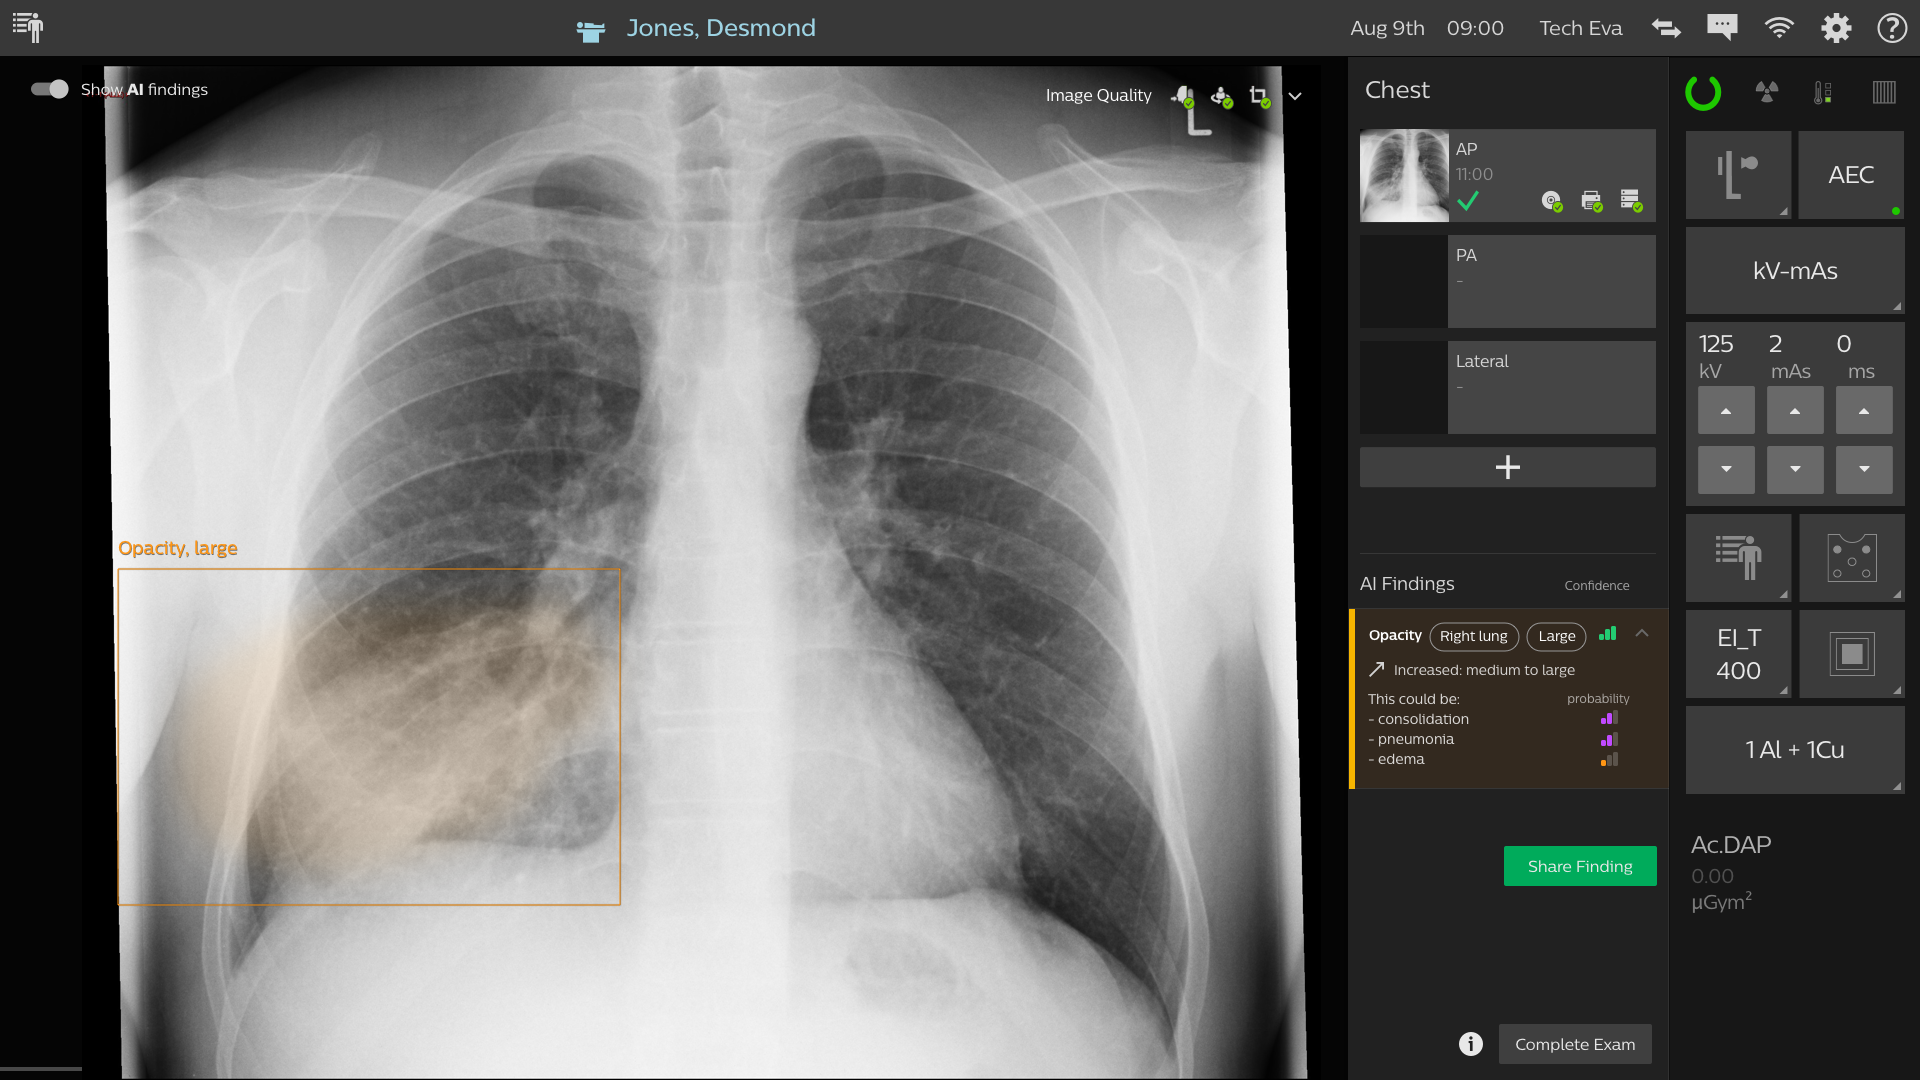 Jones, Desmond
Aug 9th 09:00 Tech Eva
Show AI findings
Image Quality
L
Opacity, large
Chest
AP
11:00
PA
-
Lateral
-
+
AI Findings Confidence
Opacity Right lung Large
Increased: medium to large
This could be: probability
- consolidation
- pneumonia
- edema
Share Finding
i Complete Exam
AEC
kV-mAs
125 2 0
kV mAs ms
EI_T
400
1 Al + 1Cu
Ac.DAP
0.00
μGym²